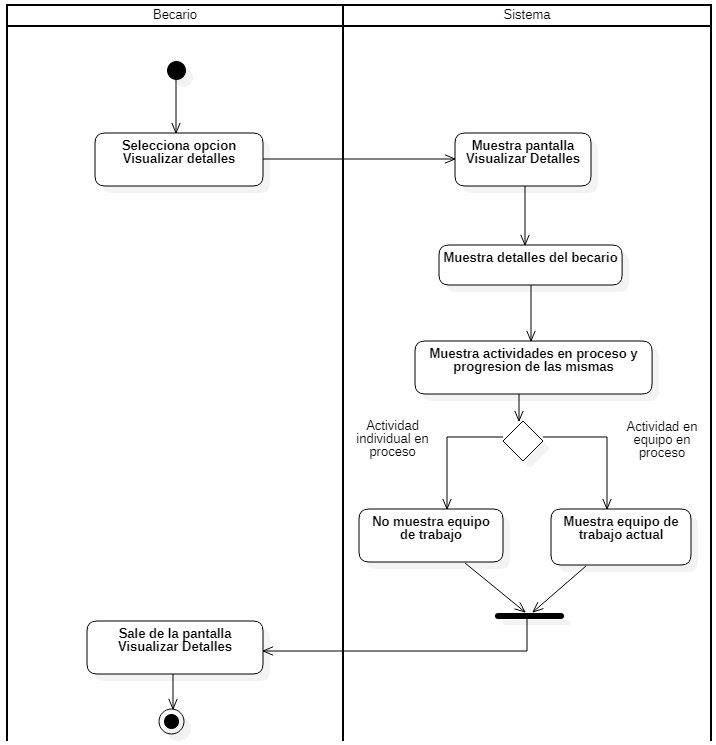 Becario
Sistema
Selecciona opcion
Visualizar detalles
Muestra pantalla
Visualizar Detalles
Muestra detalles del becario
Muestra actividades en proceso y
progresion de las mismas
Actividad
individual en
proceso
Actividad en
equipo en
proceso
No muestra equipo
de trabajo
Muestra equipo de
trabajo actual
Sale de la pantalla
Visualizar Detalles